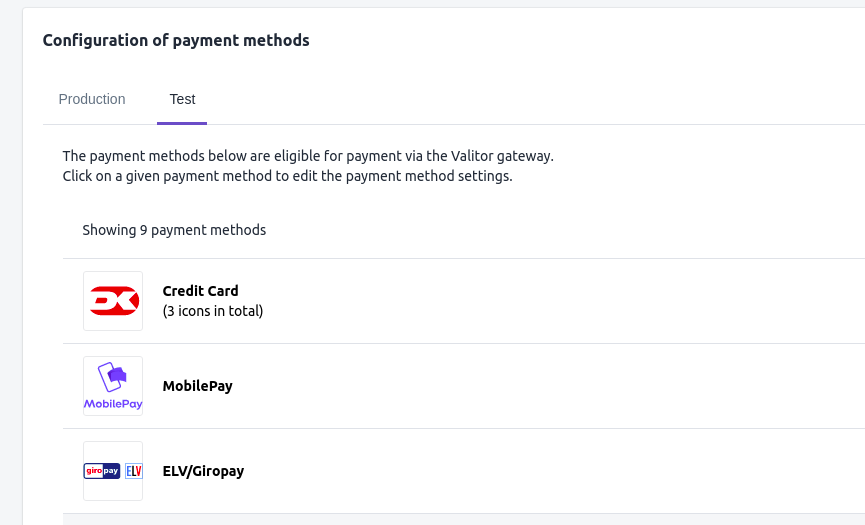 Configuration of payment methods
Production
Test
The payment methods below are eligible for payment via the Valitor gateway.
Click on a given payment method to edit the payment method settings.
Showing 9 payment methods
DK
Credit Card
(3 icons in total)
MobilePay
MobilePay
giropay ELV
ELV/Giropay